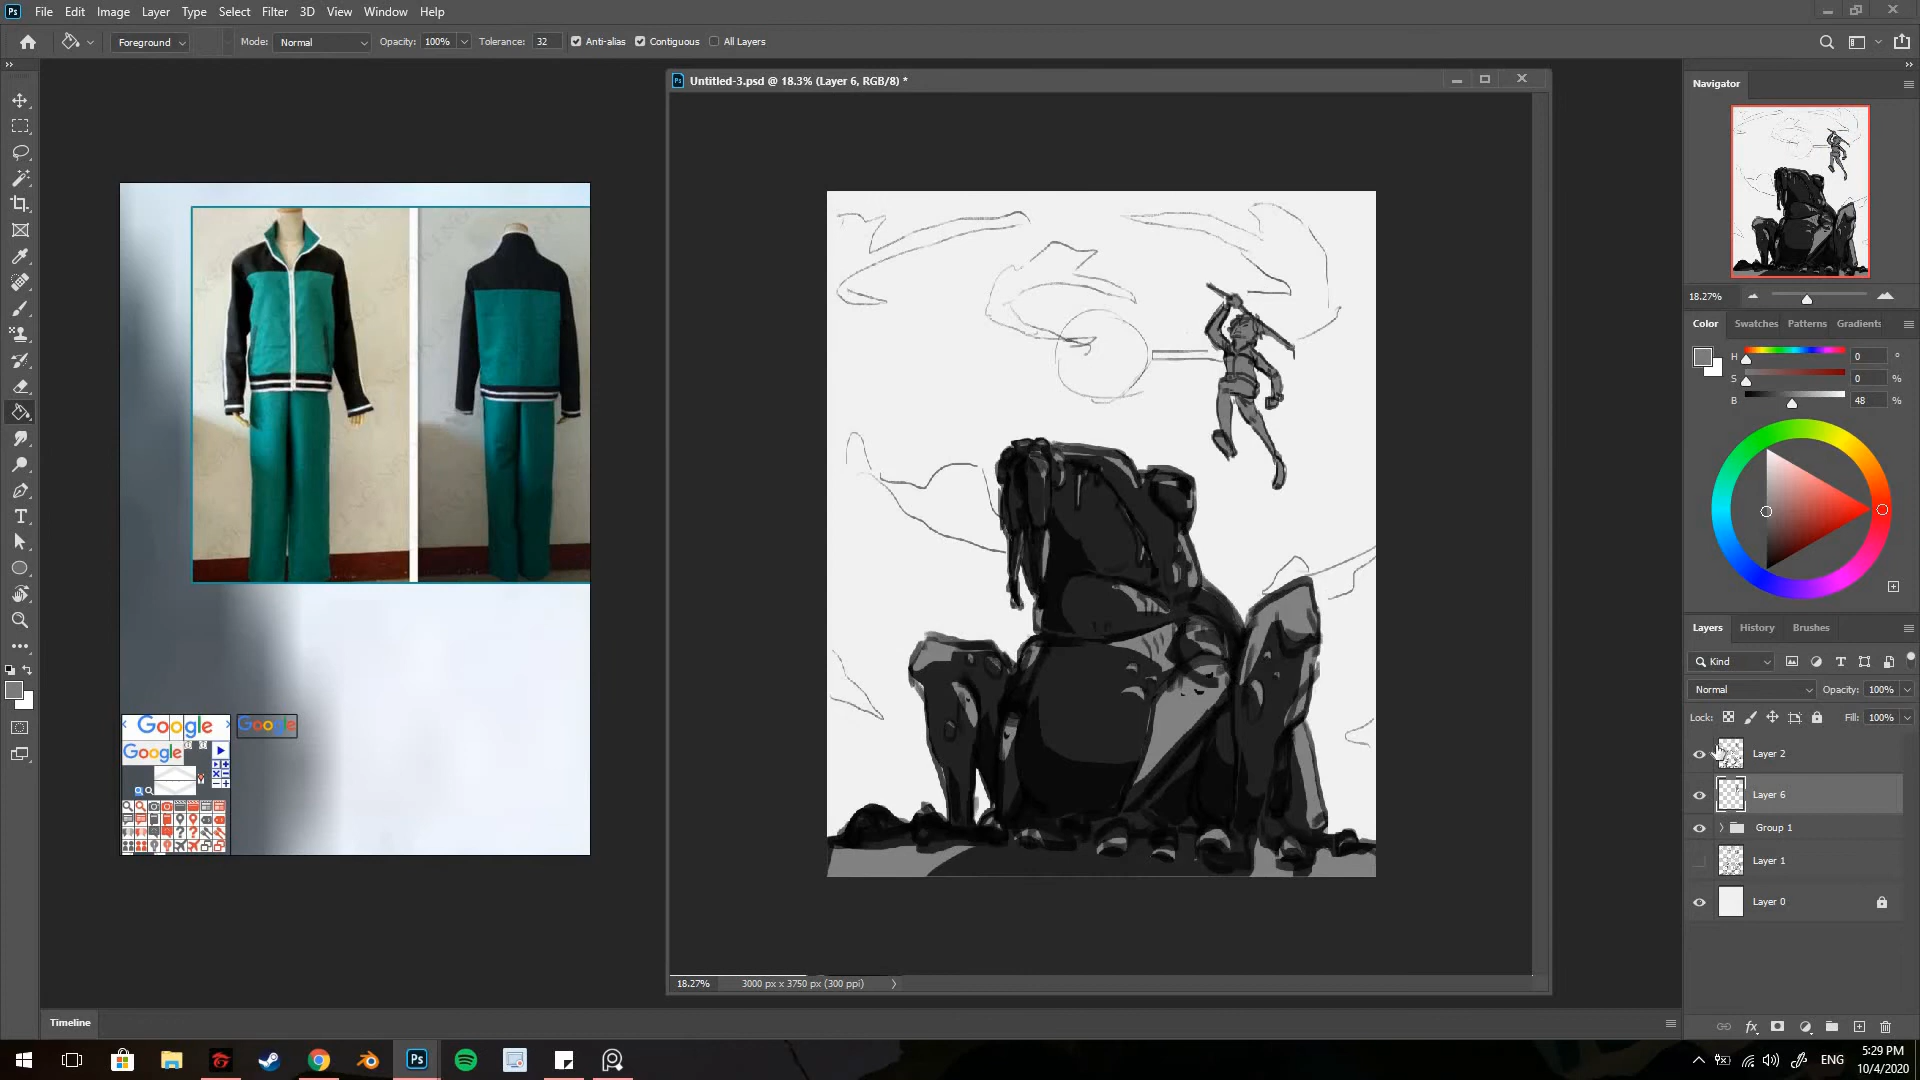 Ps File Edit Image Layer Type Select Filter 3D View Window Help
Foreground Mode: Normal Opacity: 100% Tolerance: 32 Anti-alias Contiguous All Layers
Ps Untitled-3.psd @ 18.3% (Layer 6, RGB/8) *
Navigator
18.27%
Color Swatches Patterns Gradients
H 0 °
S 0 %
B 48 %
Layers History Brushes
Kind
Normal Opacity: 100%
Lock: Fill: 100%
Layer 2
Layer 6
Group 1
Layer 1
Layer 0
Google Google
Google
18.27% 3000 px x 3750 px (300 ppi)
Timeline
Ps ENG 5:29 PM
10/4/2020